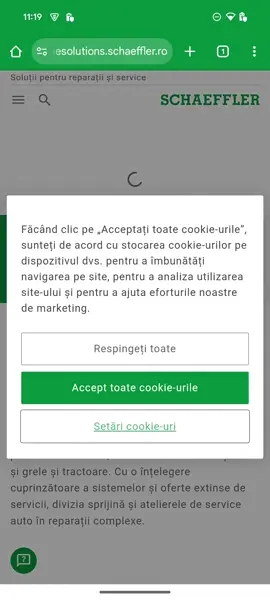 11:19
esolutions.schaeffler.ro
1
Soluții pentru reparații și service
SCHAEFFLER
Făcând clic pe „Acceptați toate cookie-urile”,
sunteți de acord cu stocarea cookie-urilor pe
dispozitivul dvs. pentru a îmbunătăți
navigarea pe site, pentru a analiza utilizarea
site-ului și pentru a ajuta eforturile noastre
de marketing.
Respingeți toate
Accept toate cookie-urile
Setări cookie-uri
și grele și tractoare. Cu o înțelegere
cuprinzătoare a sistemelor și oferte extinse de
servicii, divizia sprijină și atelierele de service
auto în reparații complexe.